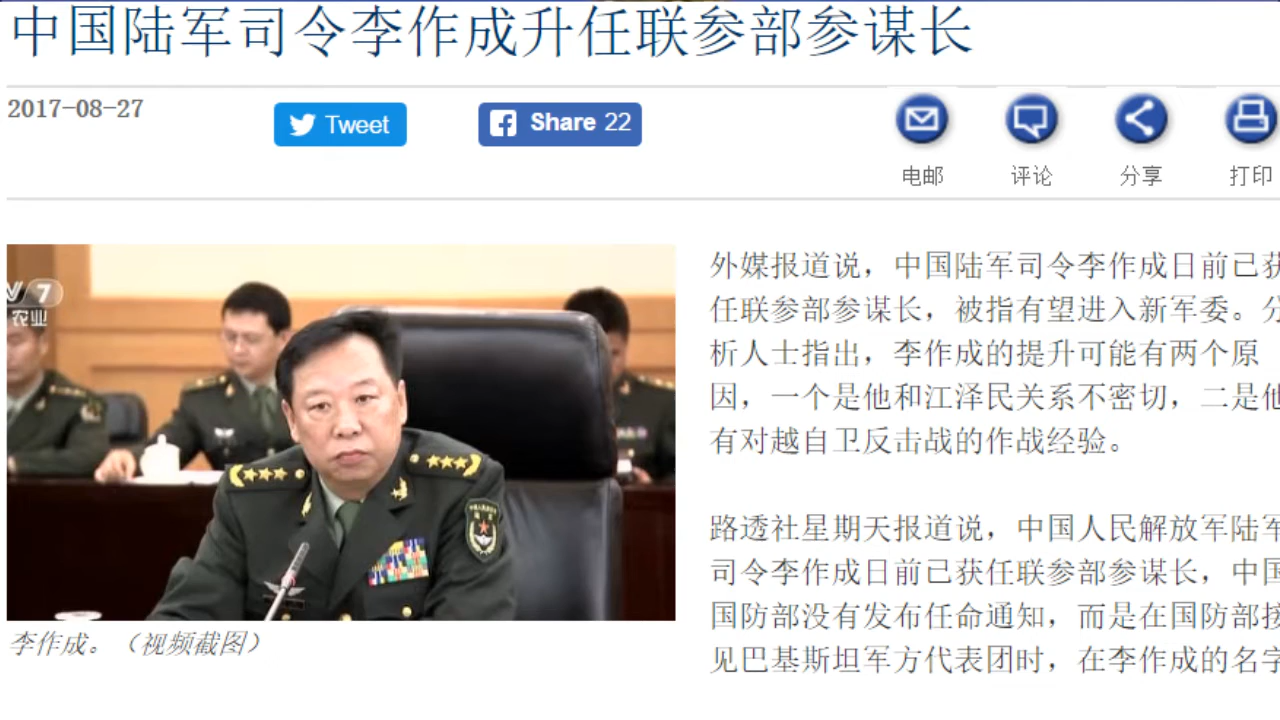 中国陆军司令李作成升任联参部参谋长
2017-08-27
Tweet
Share 22
电邮
评论
分享
打印
7
农业
李作成。（视频截图）
外媒报道说，中国陆军司令李作成日前已获
任联参部参谋长，被指有望进入新军委。分
析人士指出，李作成的提升可能有两个原
因，一个是他和江泽民关系不密切，二是他
有对越自卫反击战的作战经验。
路透社星期天报道说，中国人民解放军陆军
司令李作成日前已获任联参部参谋长，中国
国防部没有发布任命通知，而是在国防部接
见巴基斯坦军方代表团时，在李作成的名字